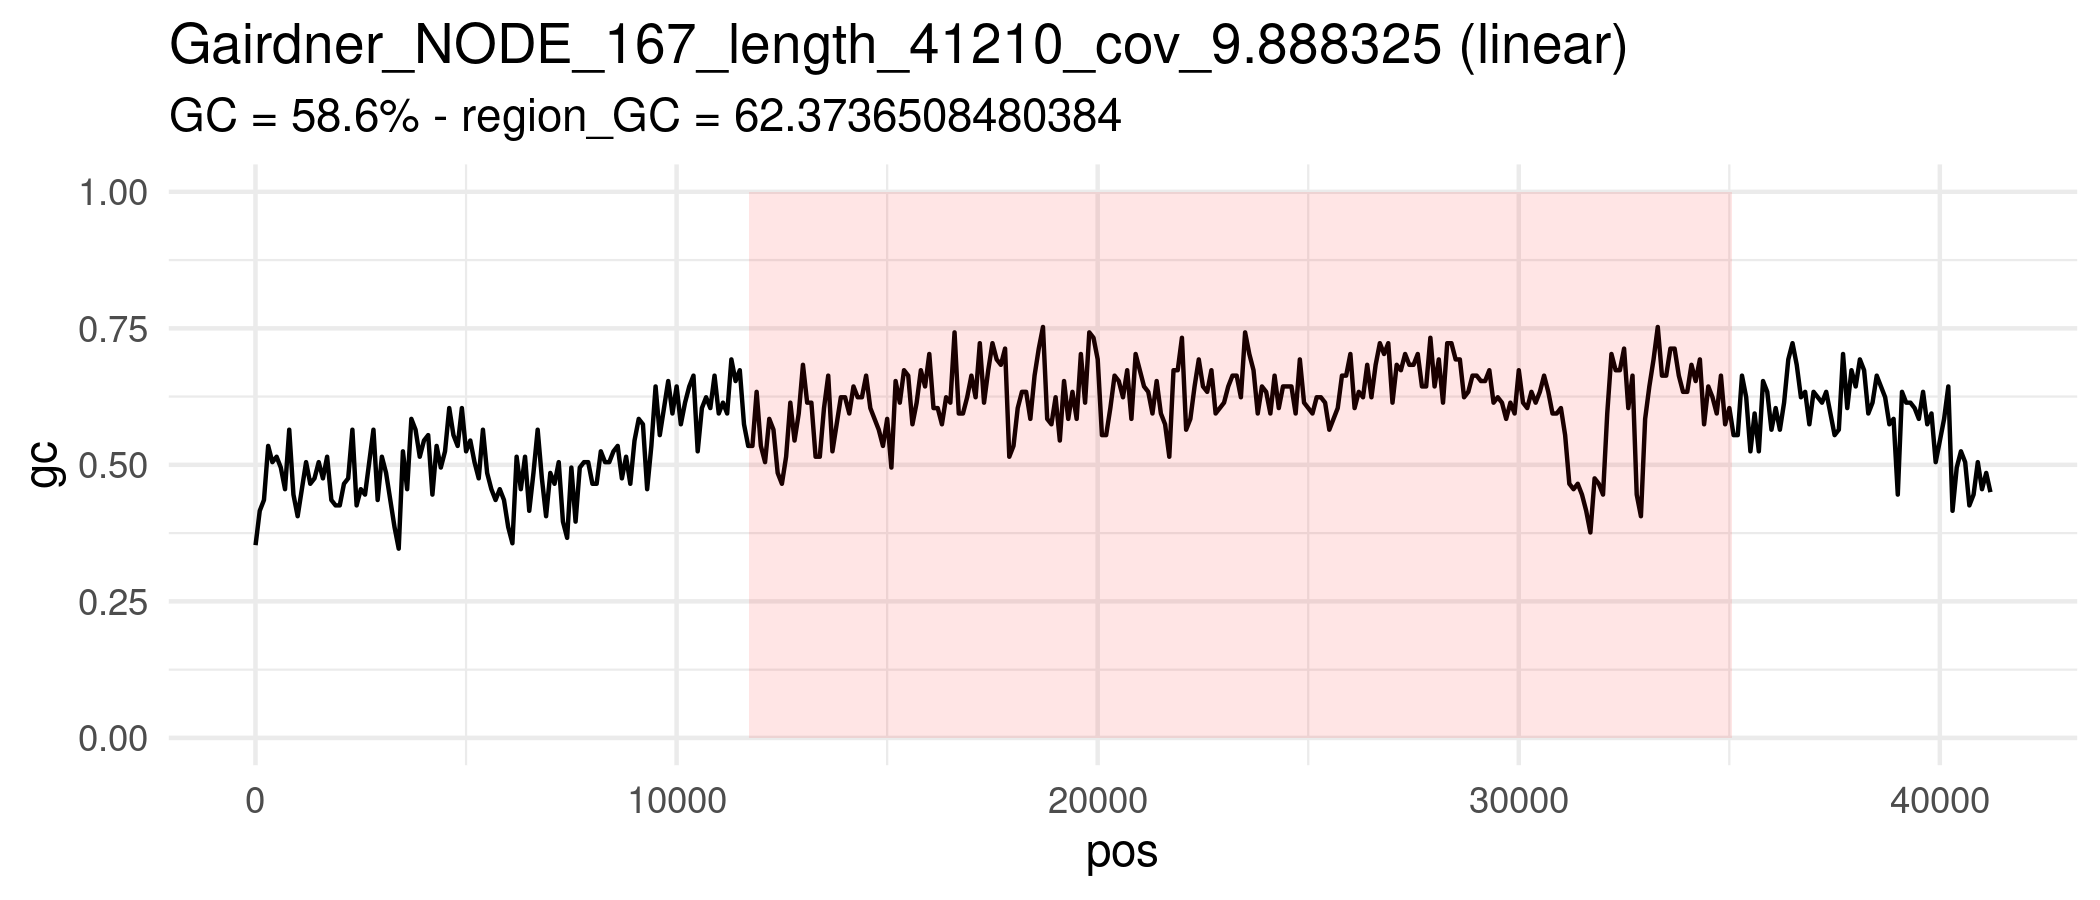 Gairdner_NODE_167_length_41210_cov_9.888325 (linear)
GC = 58.6% - region_GC = 62.3736508480384
1.00
0.75
0.50
0.25
0.00
gc
0 10000 20000 30000 40000
pos